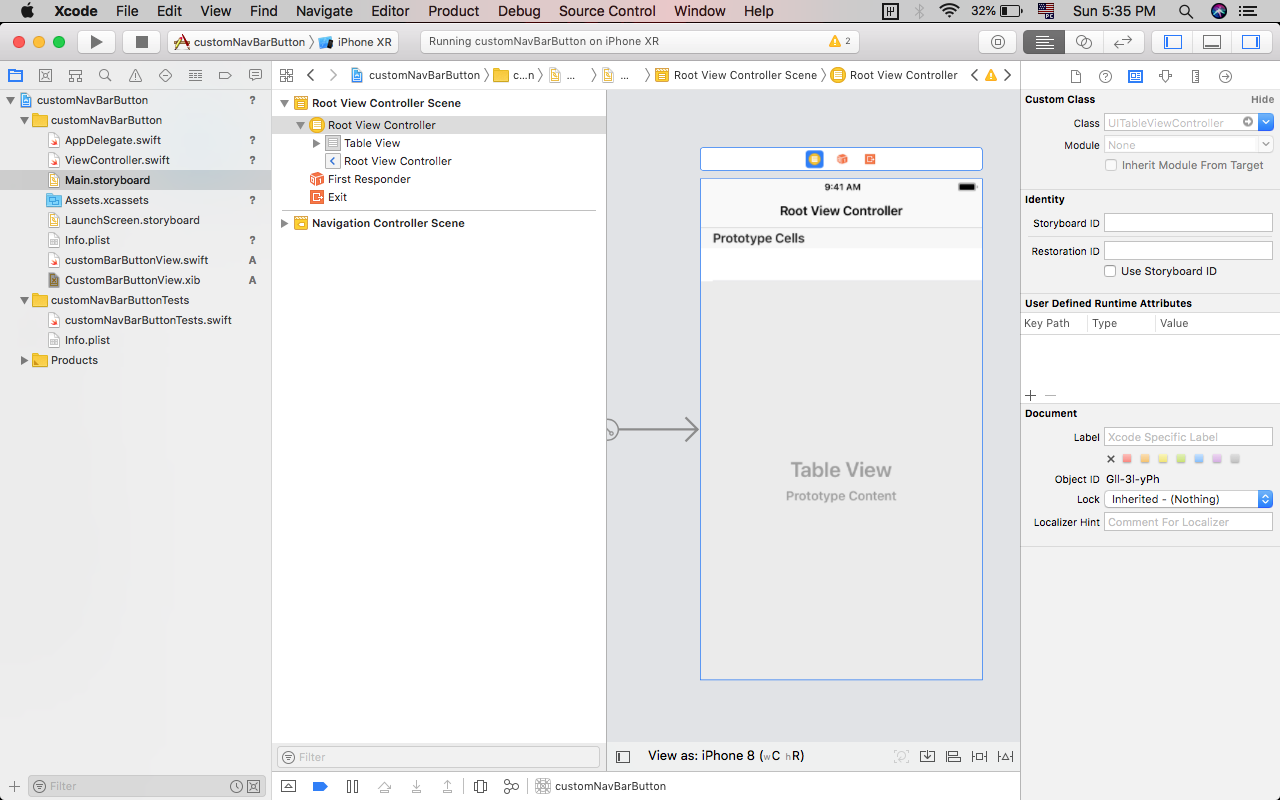 Xcode File Edit View Find Navigate Editor Product Debug Source Control Window Help 32% Sun 5:35 PM
customNavBarButton iPhone XR
Running customNavBarButton on iPhone XR
2
customNavBarButton c...n ... ... Root View Controller Scene Root View Controller
customNavBarButton ?
customNavBarButton
AppDelegate.swift ?
ViewController.swift ?
Main.storyboard
Assets.xcassets ?
LaunchScreen.storyboard
Info.plist ?
customBarButtonView.swift A
CustomBarButtonView.xib A
customNavBarButtonTests
customNavBarButtonTests.swift
Info.plist
Products
Filter
Root View Controller Scene
Root View Controller
Table View
Root View Controller
First Responder
Exit
Navigation Controller Scene
Filter
9:41 AM
Root View Controller
Prototype Cells
Table View
Prototype Content
View as: iPhone 8 (wC hR)
customNavBarButton
Custom Class Hide
Class UITableViewController
Module None
Inherit Module From Target
Identity
Storyboard ID
Restoration ID
Use Storyboard ID
User Defined Runtime Attributes
Key Path Type Value
Document
Label Xcode Specific Label
Object ID GlI-3l-yPh
Lock Inherited - (Nothing)
Localizer Hint Comment For Localizer